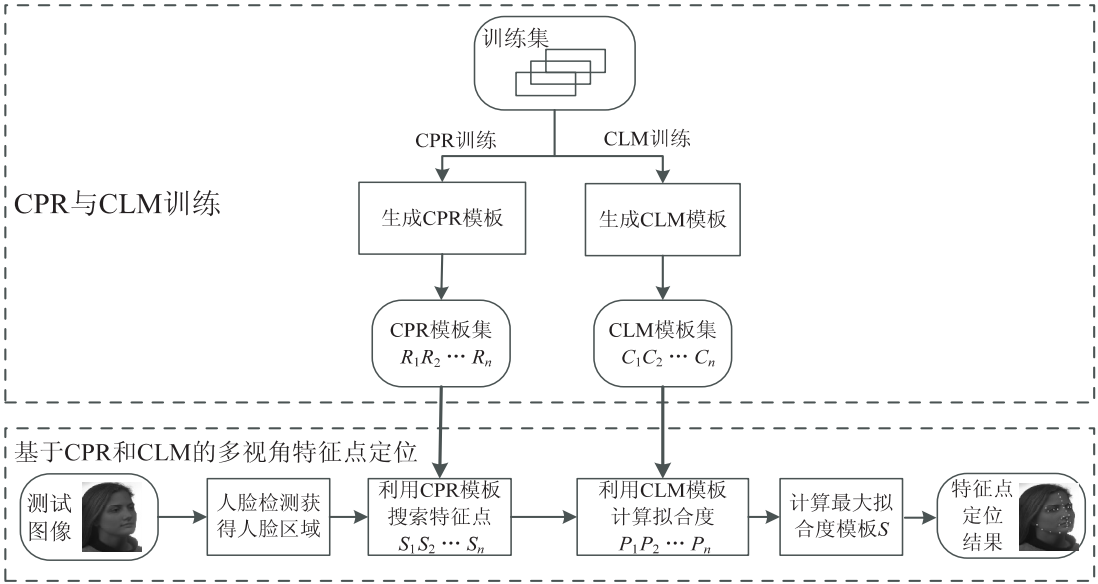 训练集
CPR训练
CLM训练
CPR与CLM训练
生成CPR模板
生成CLM模板
CPR模板集
R₁R₂ ··· Rₙ
CLM模板集
C₁C₂ ··· Cₙ
基于CPR和CLM的多视角特征点定位
测试
图像
人脸检测获
得人脸区域
利用CPR模板
搜索特征点
S₁S₂ ··· Sₙ
利用CLM模板
计算拟合度
P₁P₂ ··· Pₙ
计算最大拟
合度模板S
特征点
定位
结果